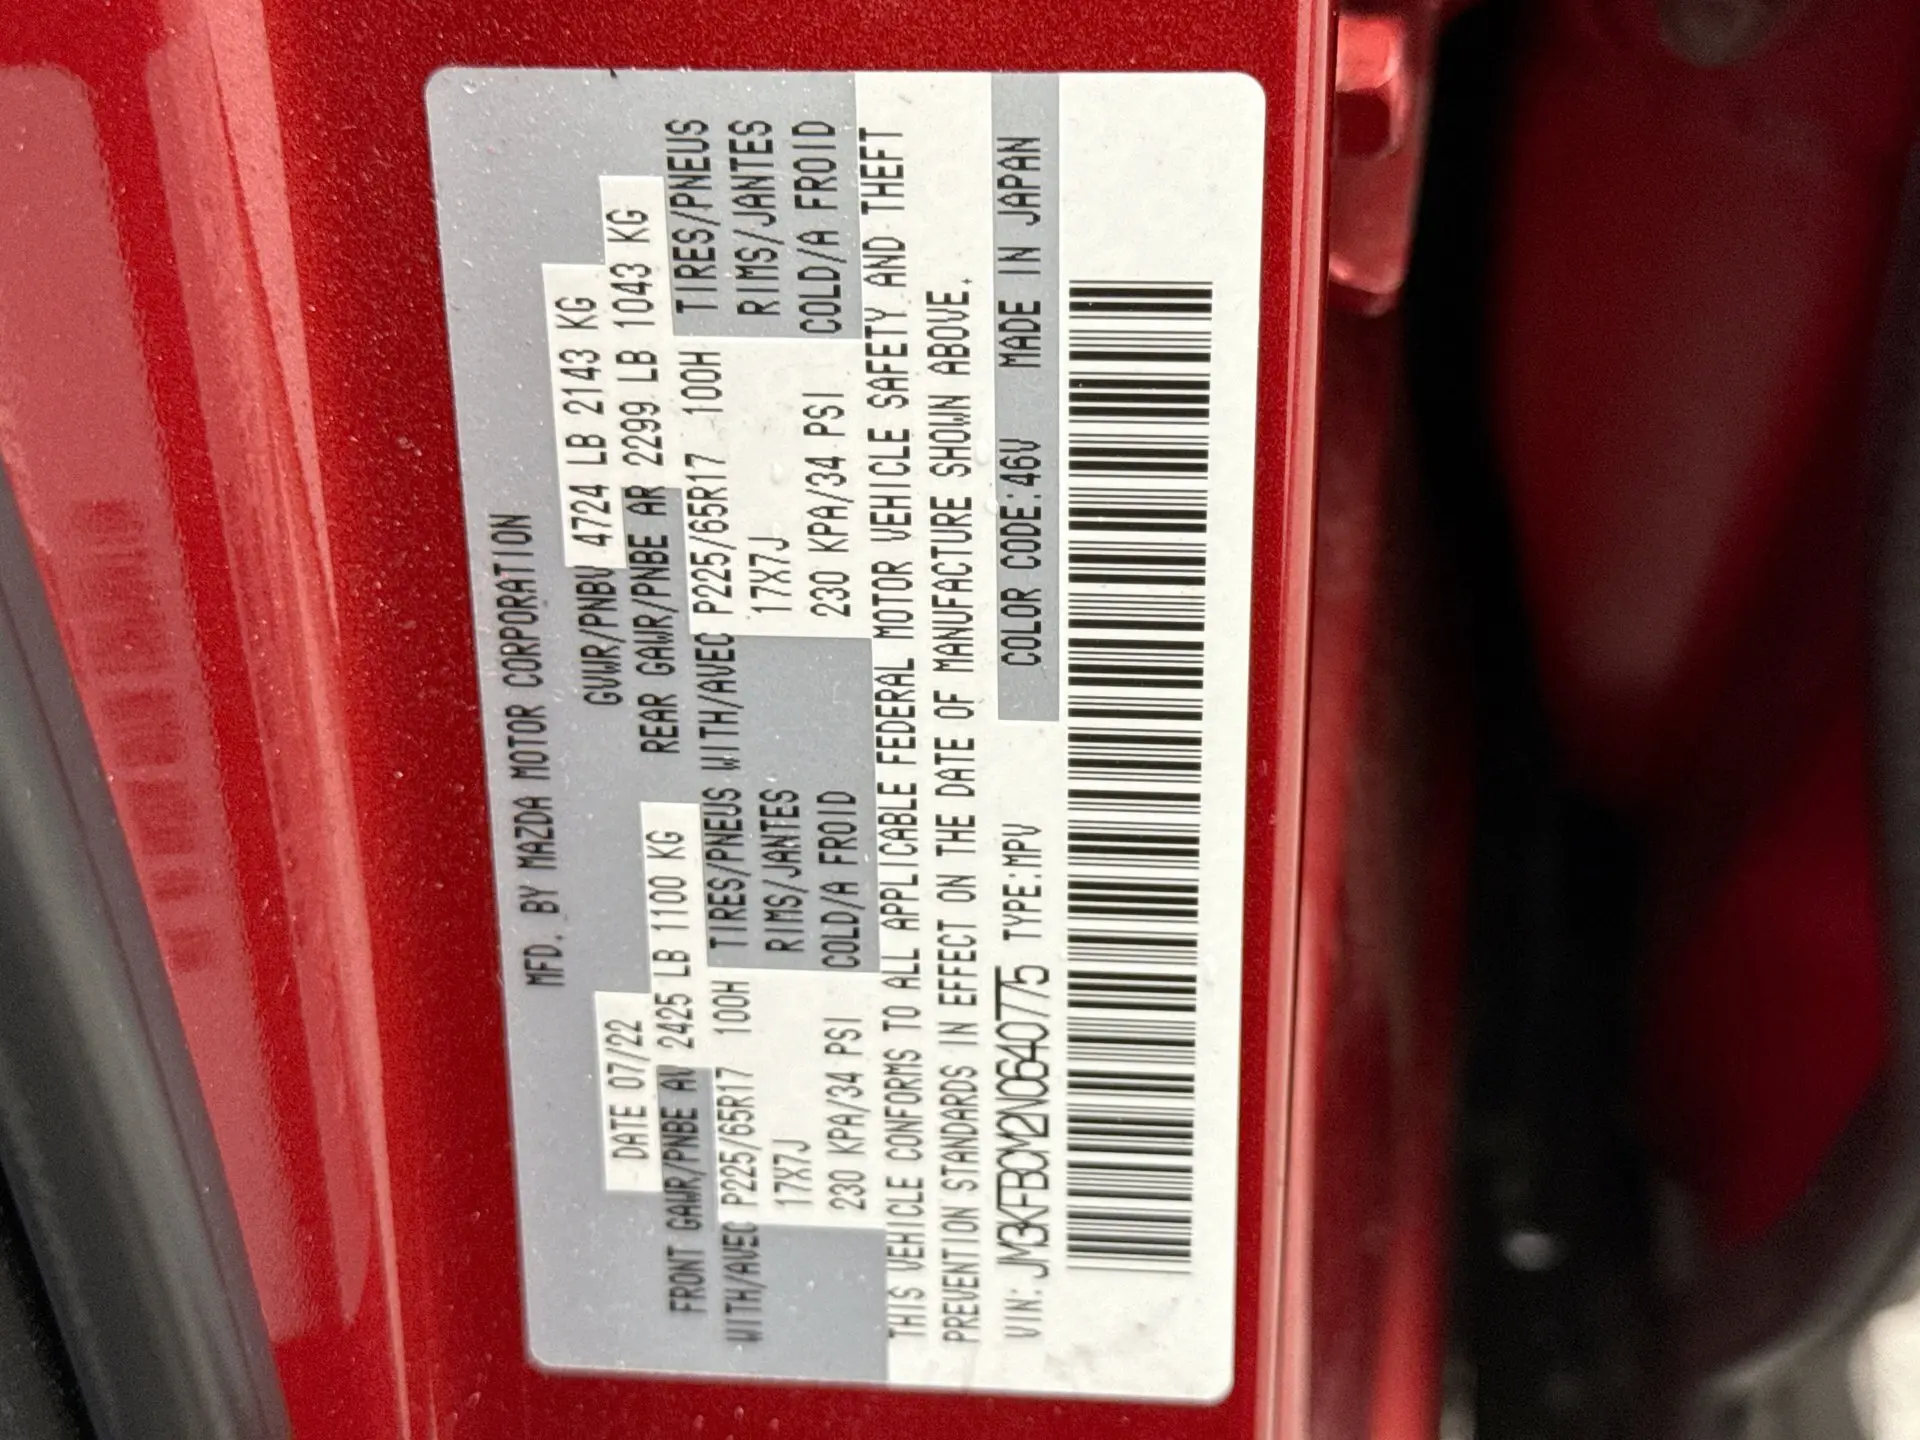 MFD. BY MAZDA MOTOR CORPORATION
DATE 07/22 GVWR/PNBV 4724 LB 2143 KG
FRONT GAWR/PNBE AV 2425 LB 1100 KG REAR GAWR/PNBE AR 2299 LB 1043 KG
WITH/AVEC P225/65R17 100H TIRES/PNEUS WITH/AVEC P225/65R17 100H TIRES/PNEUS
17X7J RIMS/JANTES 17X7J RIMS/JANTES
230 KPA/34 PSI COLD/A FROID 230 KPA/34 PSI COLD/A FROID
THIS VEHICLE CONFORMS TO ALL APPLICABLE FEDERAL MOTOR VEHICLE SAFETY AND THEFT
PREVENTION STANDARDS IN EFFECT ON THE DATE OF MANUFACTURE SHOWN ABOVE.
VIN: JM3KFBCM2N0640775 TYPE:MPV COLOR CODE:46V MADE IN JAPAN